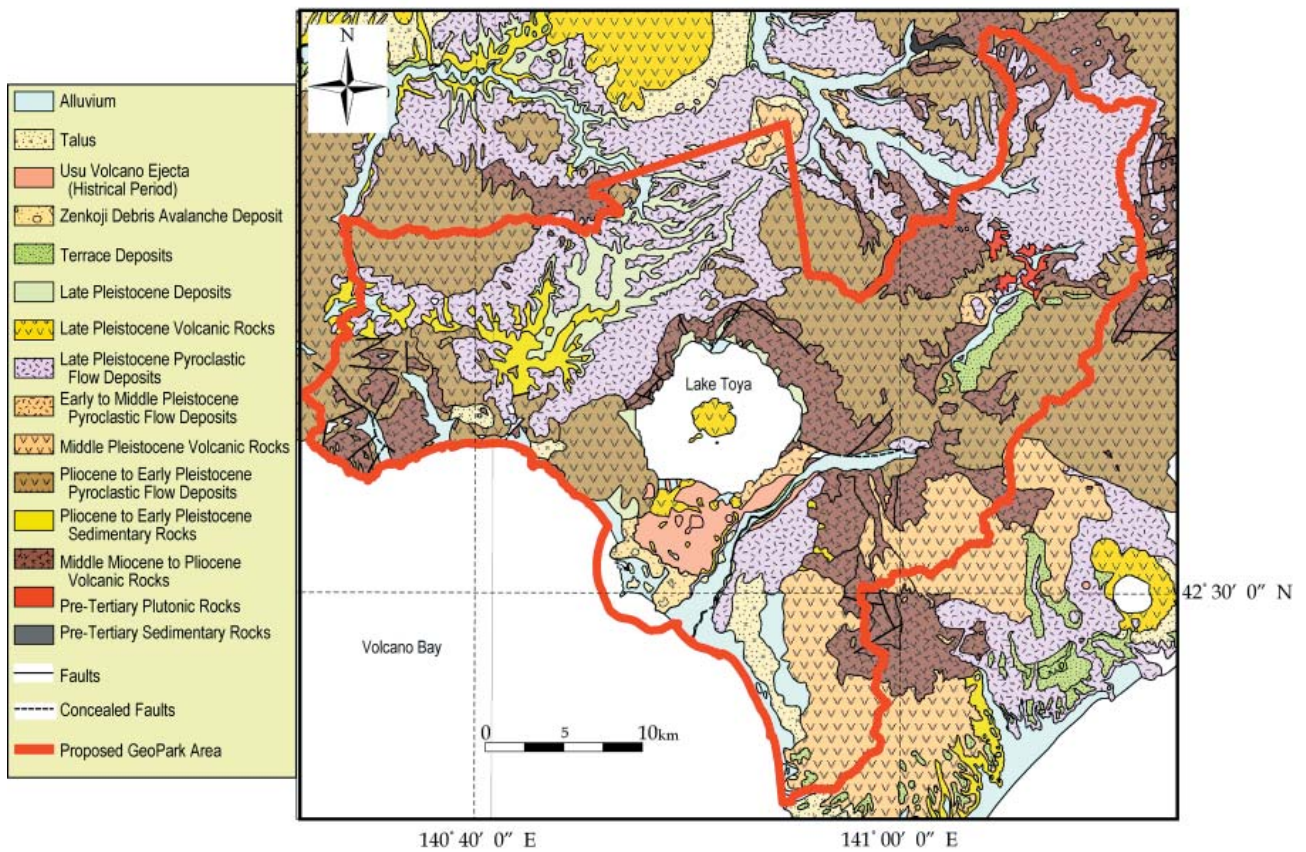 N
Alluvium
Talus
Usu Volcano Ejecta
(Histrical Period)
Zenkoji Debris Avalanche Deposit
Terrace Deposits
Late Pleistocene Deposits
Late Pleistocene Volcanic Rocks
Late Pleistocene Pyroclastic
Flow Deposits
Early to Middle Pleistocene
Pyroclastic Flow Deposits
Middle Pleistocene Volcanic Rocks
Pliocene to Early Pleistocene
Pyroclastic Flow Deposits
Pliocene to Early Pleistocene
Sedimentary Rocks
Middle Miocene to Pliocene
Volcanic Rocks
Pre-Tertiary Plutonic Rocks
Pre-Tertiary Sedimentary Rocks
Faults
Concealed Faults
Proposed GeoPark Area
Lake Toya
Volcano Bay
0 5 10km
42° 30′ 0″ N
140° 40′ 0″ E
141° 00′ 0″ E